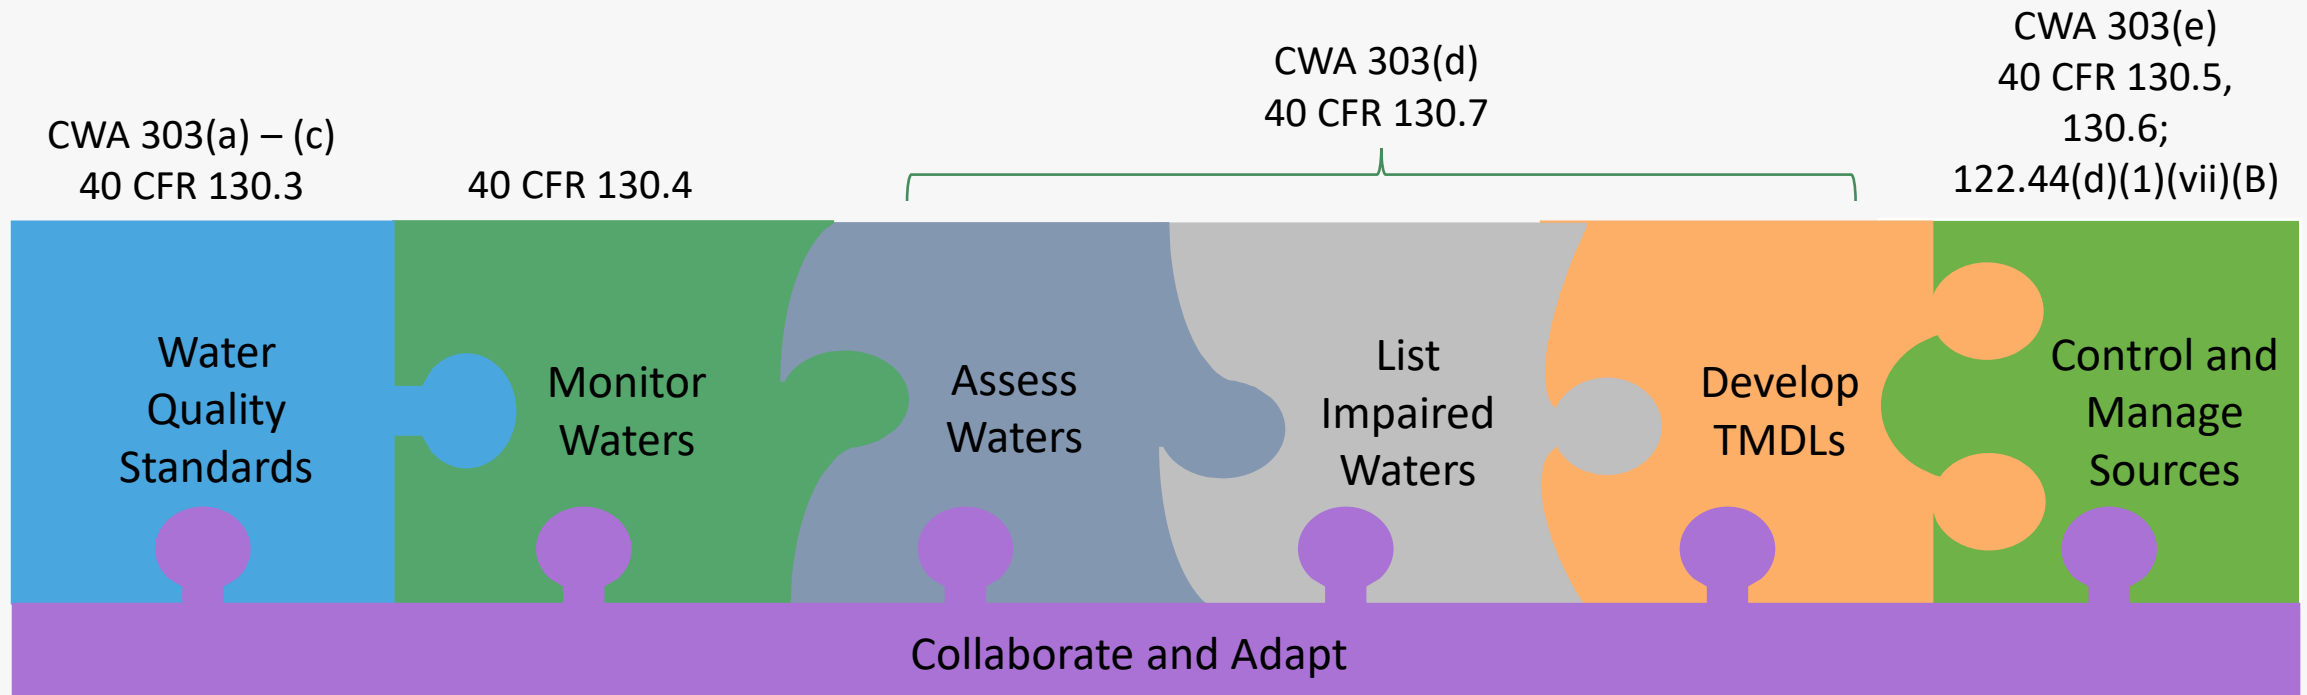 CWA 303(a) – (c)
40 CFR 130.3
40 CFR 130.4
CWA 303(d)
40 CFR 130.7
CWA 303(e)
40 CFR 130.5,
130.6;
122.44(d)(1)(vii)(B)
Water
Quality
Standards
Monitor
Waters
Assess
Waters
List
Impaired
Waters
Develop
TMDLs
Control and
Manage
Sources
Collaborate and Adapt